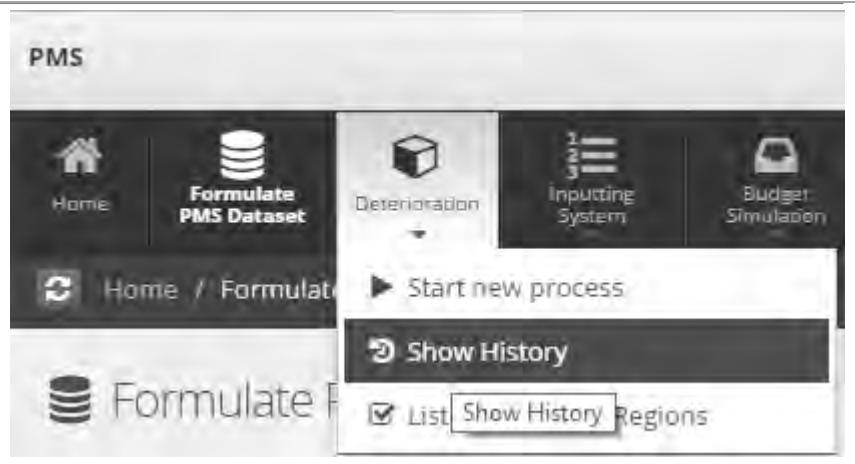 PMS
Home
Formulate
PMS Dataset
Deterioration
Inputting
System
Budget
Simulation
Home / Formulate
Start new process
Show History
Formulate
List Show History Regions